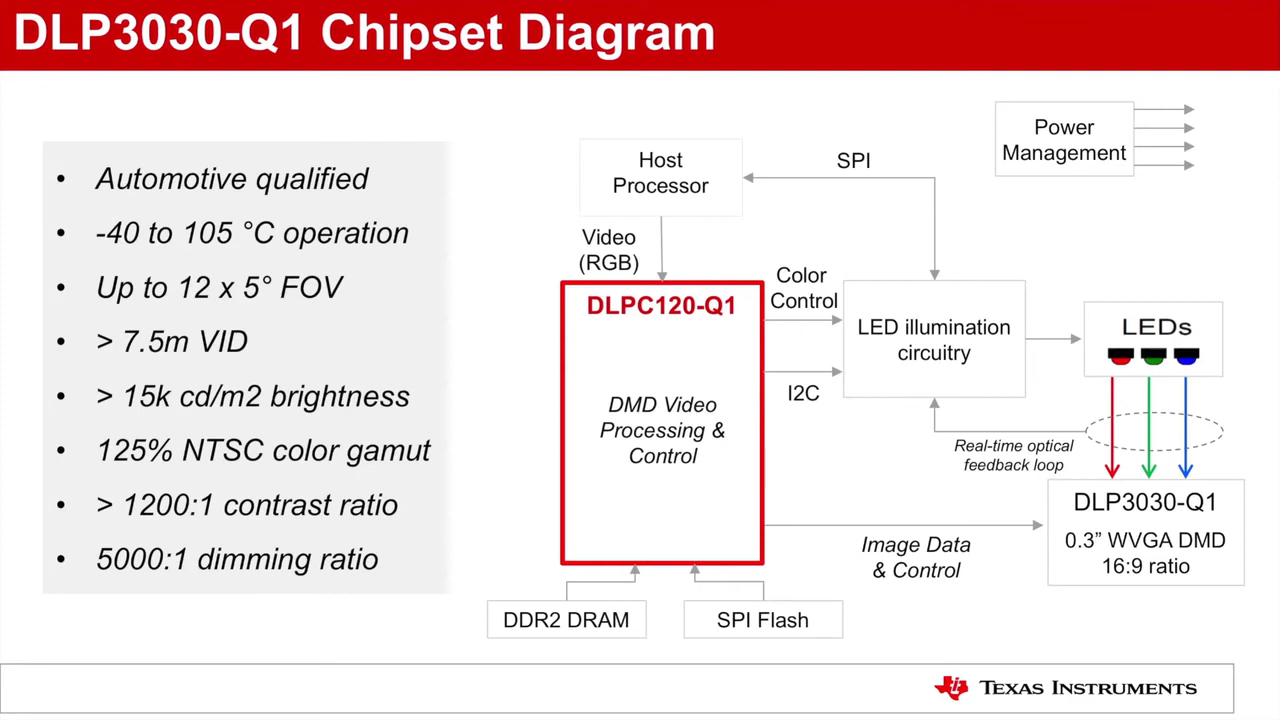 DLP3030-Q1 Chipset Diagram
• Automotive qualified
• -40 to 105 °C operation
• Up to 12 x 5° FOV
• > 7.5m VID
• > 15k cd/m2 brightness
• 125% NTSC color gamut
• > 1200:1 contrast ratio
• 5000:1 dimming ratio
Power
Management
Host
Processor
SPI
Video
(RGB)
Color
Control
DLPC120-Q1
DMD Video
Processing &
Control
I2C
LED illumination
circuitry
LEDs
Real-time optical
feedback loop
DLP3030-Q1
0.3” WVGA DMD
16:9 ratio
Image Data
& Control
DDR2 DRAM
SPI Flash
TEXAS INSTRUMENTS